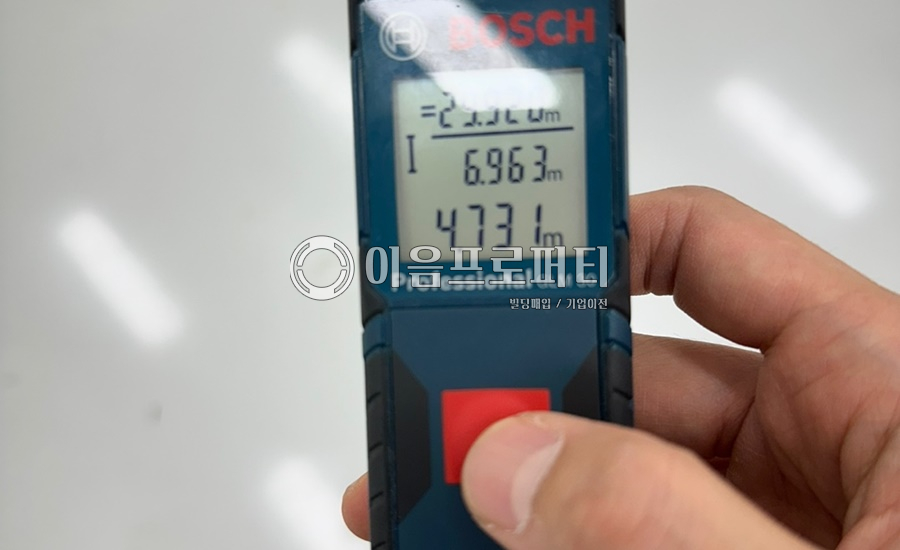 BOSCH
6.963m
4.731m
이음프로퍼티
Professional
빌딩매입 / 기업이전